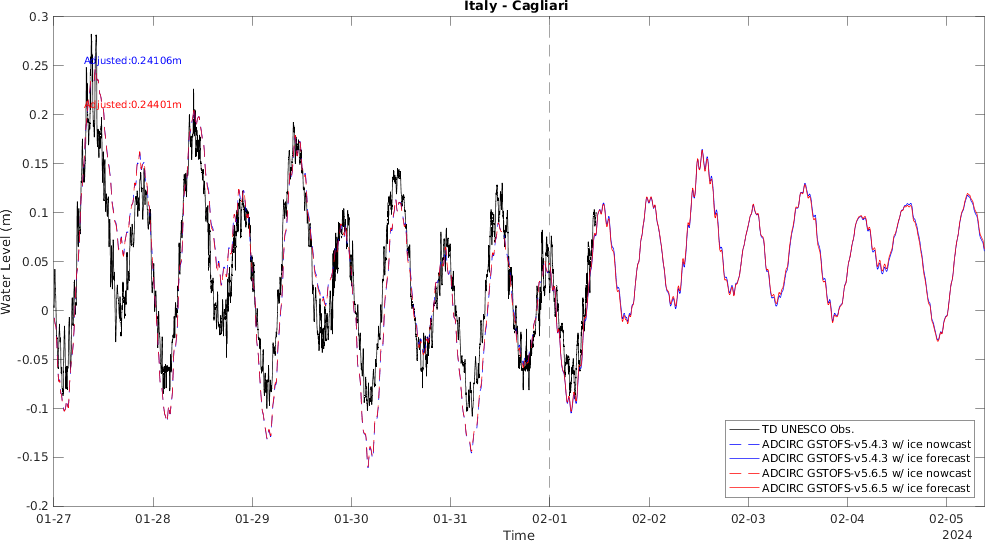 Italy - Cagliari
0.3
0.25
0.2
0.15
0.1
0.05
0
-0.05
-0.1
-0.15
-0.2
Water Level (m)
Adjusted:0.24106m
Adjusted:0.24401m
TD UNESCO Obs.
ADCIRC GSTOFS-v5.4.3 w/ ice nowcast
ADCIRC GSTOFS-v5.4.3 w/ ice forecast
ADCIRC GSTOFS-v5.6.5 w/ ice nowcast
ADCIRC GSTOFS-v5.6.5 w/ ice forecast
01-27 01-28 01-29 01-30 01-31 02-01 02-02 02-03 02-04 02-05
Time
2024